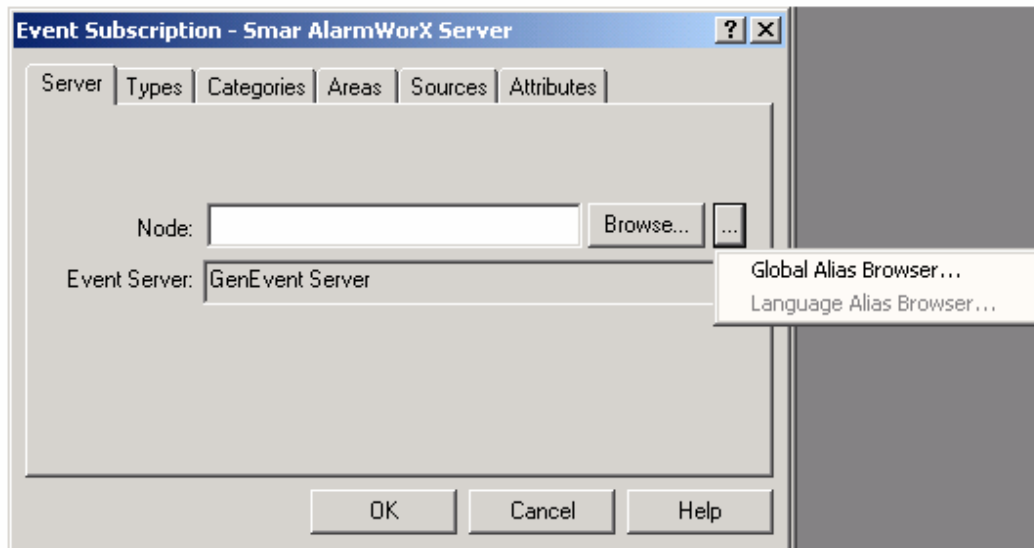 Event Subscription - Smar AlarmWorX Server
Server Types Categories Areas Sources Attributes
Node: Browse... ...
Global Alias Browser...
Event Server: GenEvent Server
Language Alias Browser...
OK Cancel Help